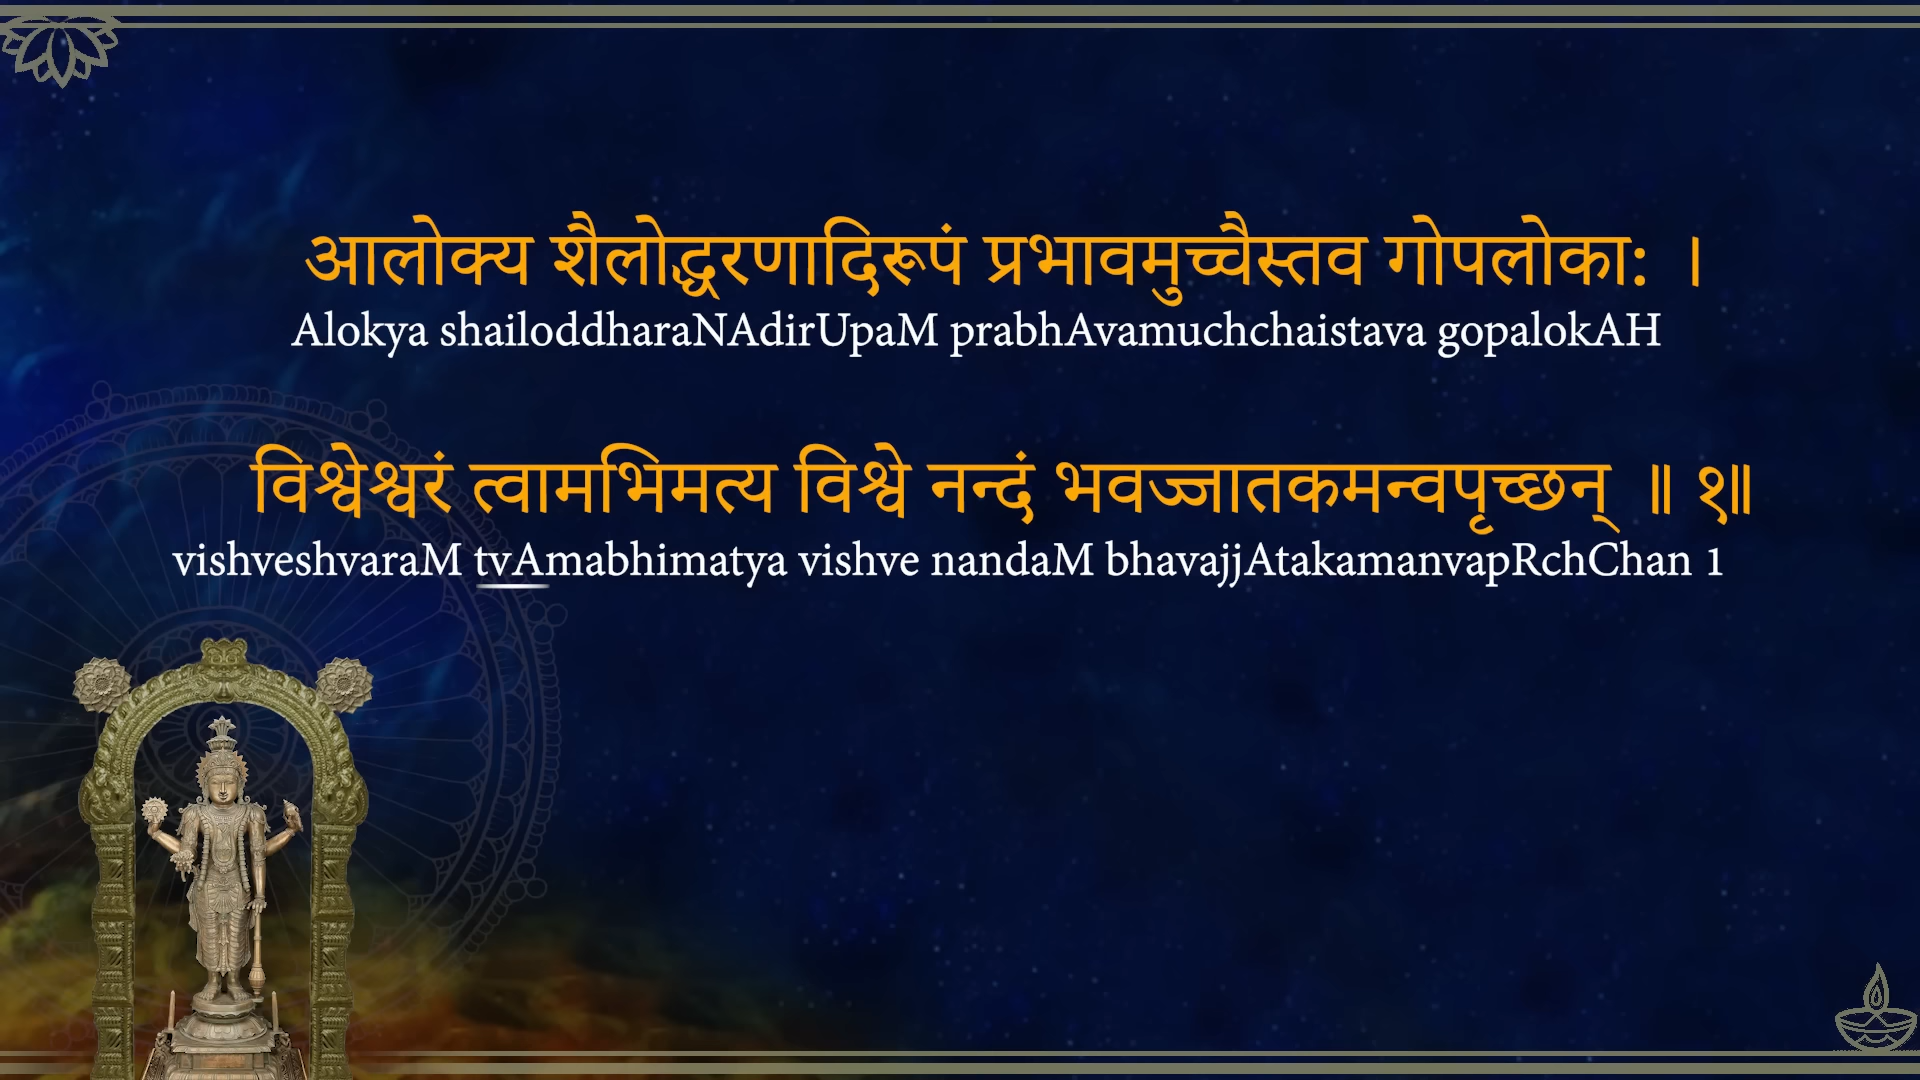 आलोक्य शैलोद्धरणादिरूपं प्रभावमुच्चैस्तव गोपलोकाः ।
Alokya shailoddharaNAdirUpaM prabhAvamuchchaistava gopalokAH
विश्वेश्वरं त्वामभिमत्य विश्वे नन्दं भवज्जातकमन्वपृच्छन् ॥ १॥
vishveshvaraM tvAmabhimatya vishve nandaM bhavajjAtakamanvapRchChan 1